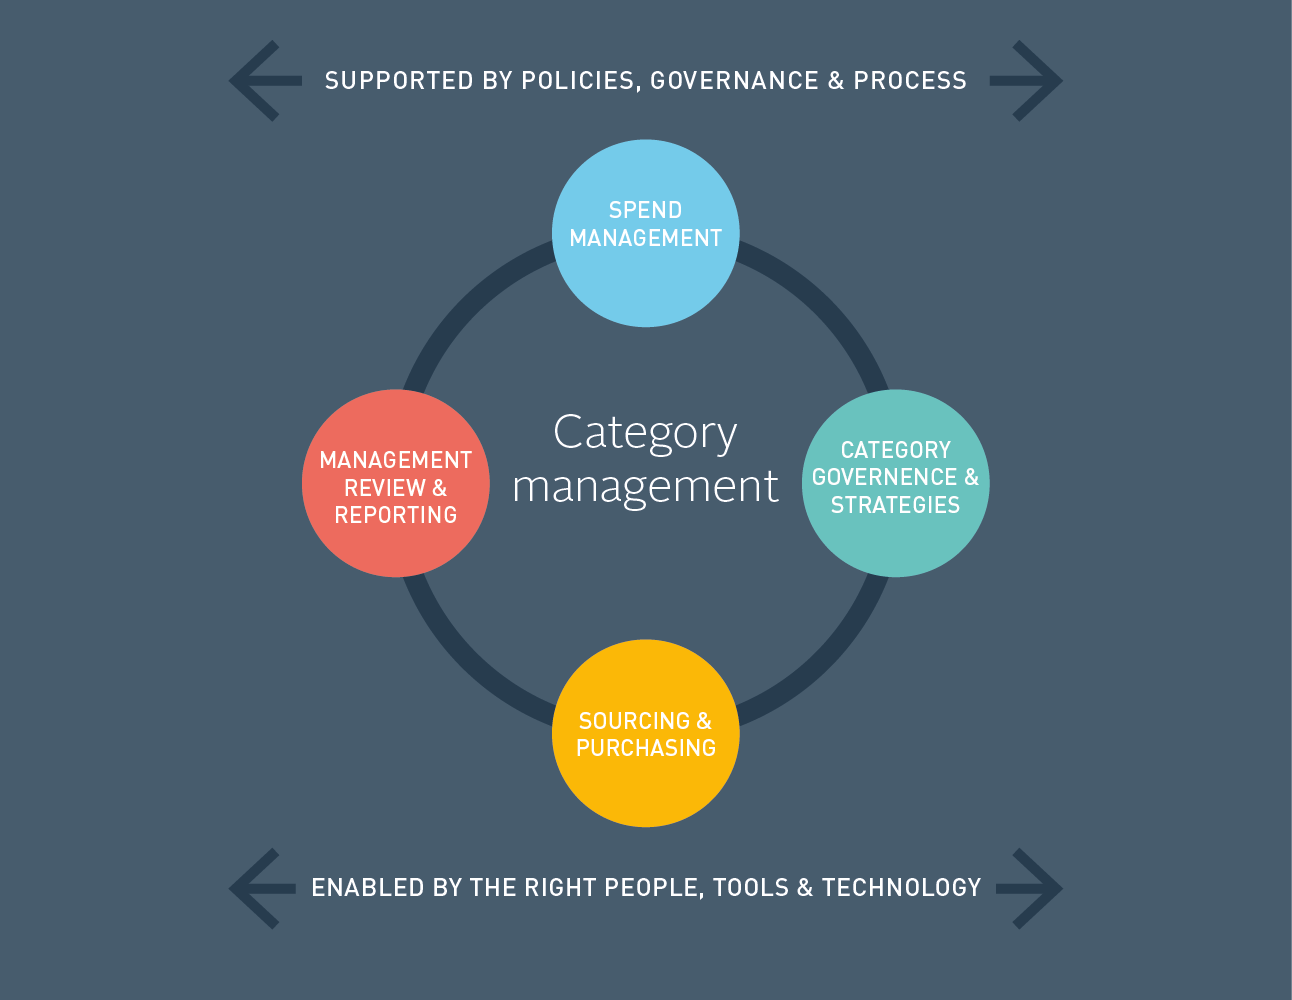 SUPPORTED BY POLICIES, GOVERNANCE & PROCESS
SPEND
MANAGEMENT
Category
management
MANAGEMENT
REVIEW &
REPORTING
CATEGORY
GOVERNENCE &
STRATEGIES
SOURCING &
PURCHASING
ENABLED BY THE RIGHT PEOPLE, TOOLS & TECHNOLOGY